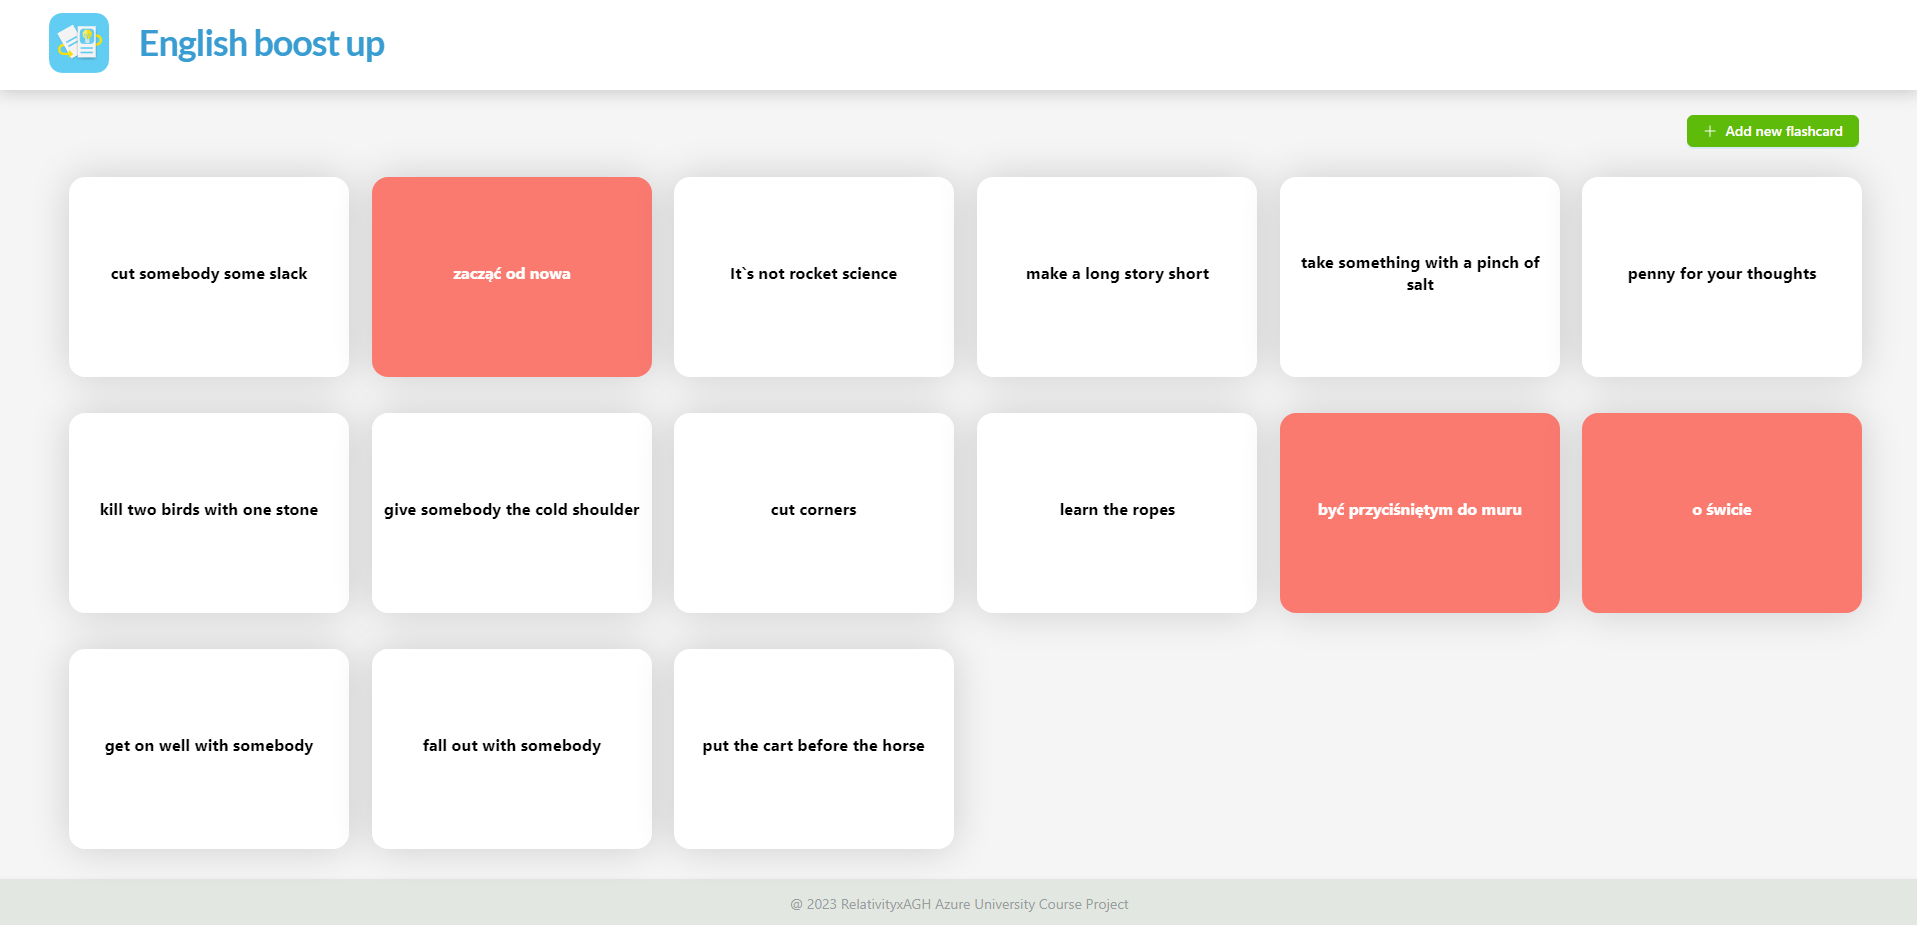 English boost up
Add new flashcard
cut somebody some slack
zacząć od nowa
It`s not rocket science
make a long story short
take something with a pinch of
salt
penny for your thoughts
kill two birds with one stone
give somebody the cold shoulder
cut corners
learn the ropes
być przyciśniętym do muru
o świcie
get on well with somebody
fall out with somebody
put the cart before the horse
@ 2023 RelativityxAGH Azure University Course Project